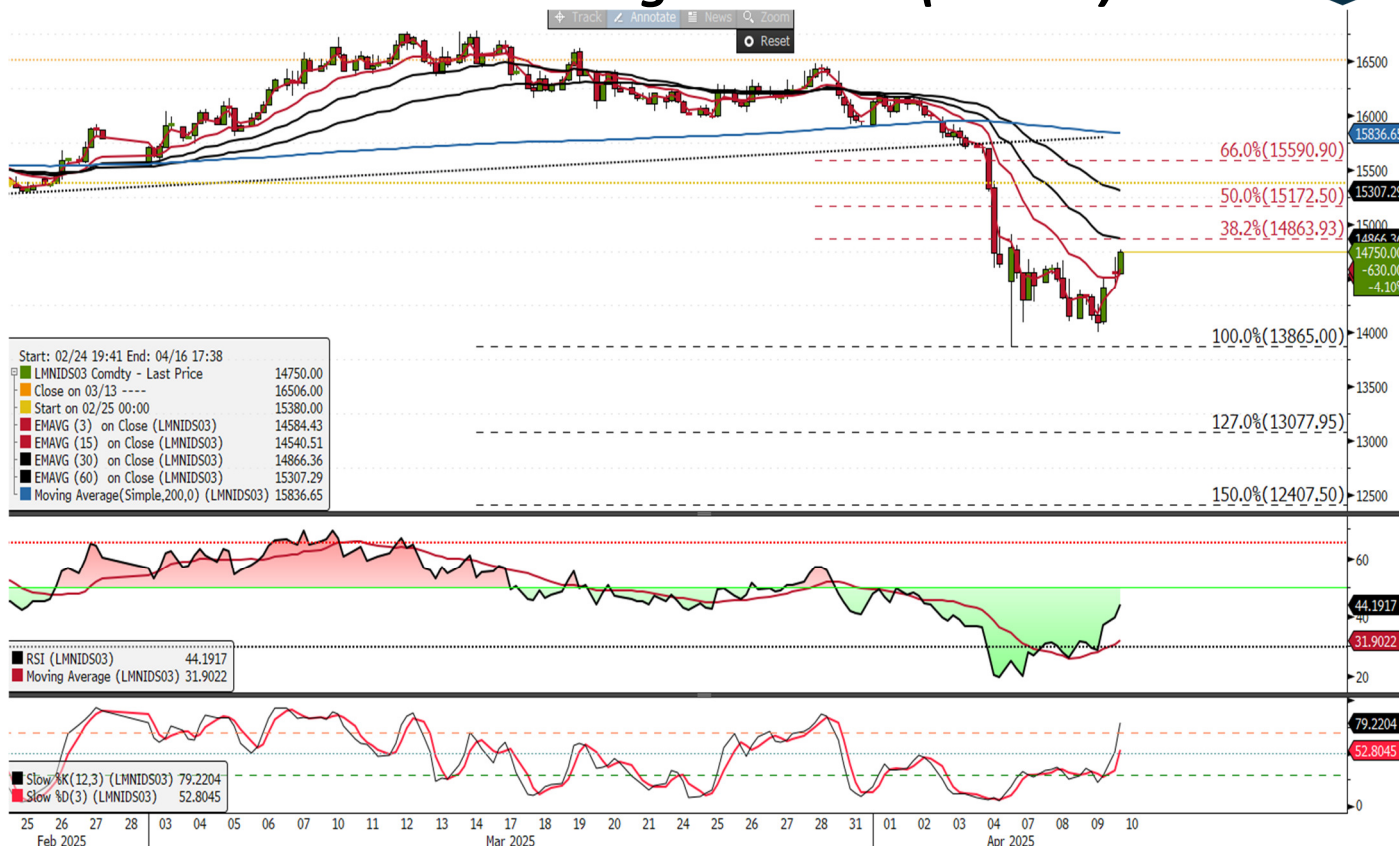 Track Annotate News Zoom
Reset
16500
16000
15836.65
66.0%(15590.90)
15500
15307.29
50.0%(15172.50)
15000
38.2%(14863.93)
14866.36
14750.00
-630.00
-4.10%
100.0%(13865.00)
14000
13500
127.0%(13077.95)
13000
150.0%(12407.50)
12500
Start: 02/24 19:41 End: 04/16 17:38
LMNIDS03 Comdty - Last Price 14750.00
Close on 03/13 ---- 16506.00
Start on 02/25 00:00 15380.00
EMAVG (3) on Close (LMNIDS03) 14584.43
EMAVG (15) on Close (LMNIDS03) 14540.51
EMAVG (30) on Close (LMNIDS03) 14866.36
EMAVG (60) on Close (LMNIDS03) 15307.29
Moving Average(Simple,200,0) (LMNIDS03) 15836.65
60
44.1917
40
31.9022
20
RSI (LMNIDS03) 44.1917
Moving Average (LMNIDS03) 31.9022
79.2204
52.8045
0
Slow %K(12,3) (LMNIDS03) 79.2204
Slow %D(3) (LMNIDS03) 52.8045
25 26 27 28 03 04 05 06 07 10 11 12 13 14 17 18 19 20 21 24 25 26 27 28 31 01 02 03 04 07 08 09 10
Feb 2025 Mar 2025 Apr 2025